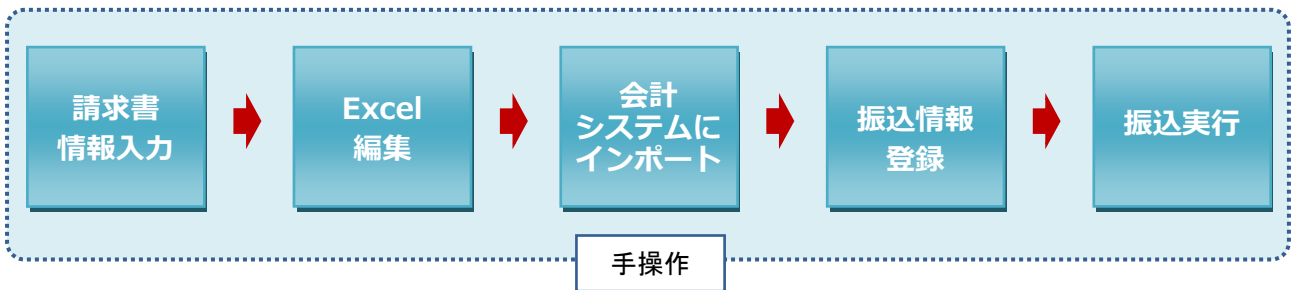 請求書
情報入力
Excel
編集
会計
システムに
インポート
振込情報
登録
振込実行
手操作